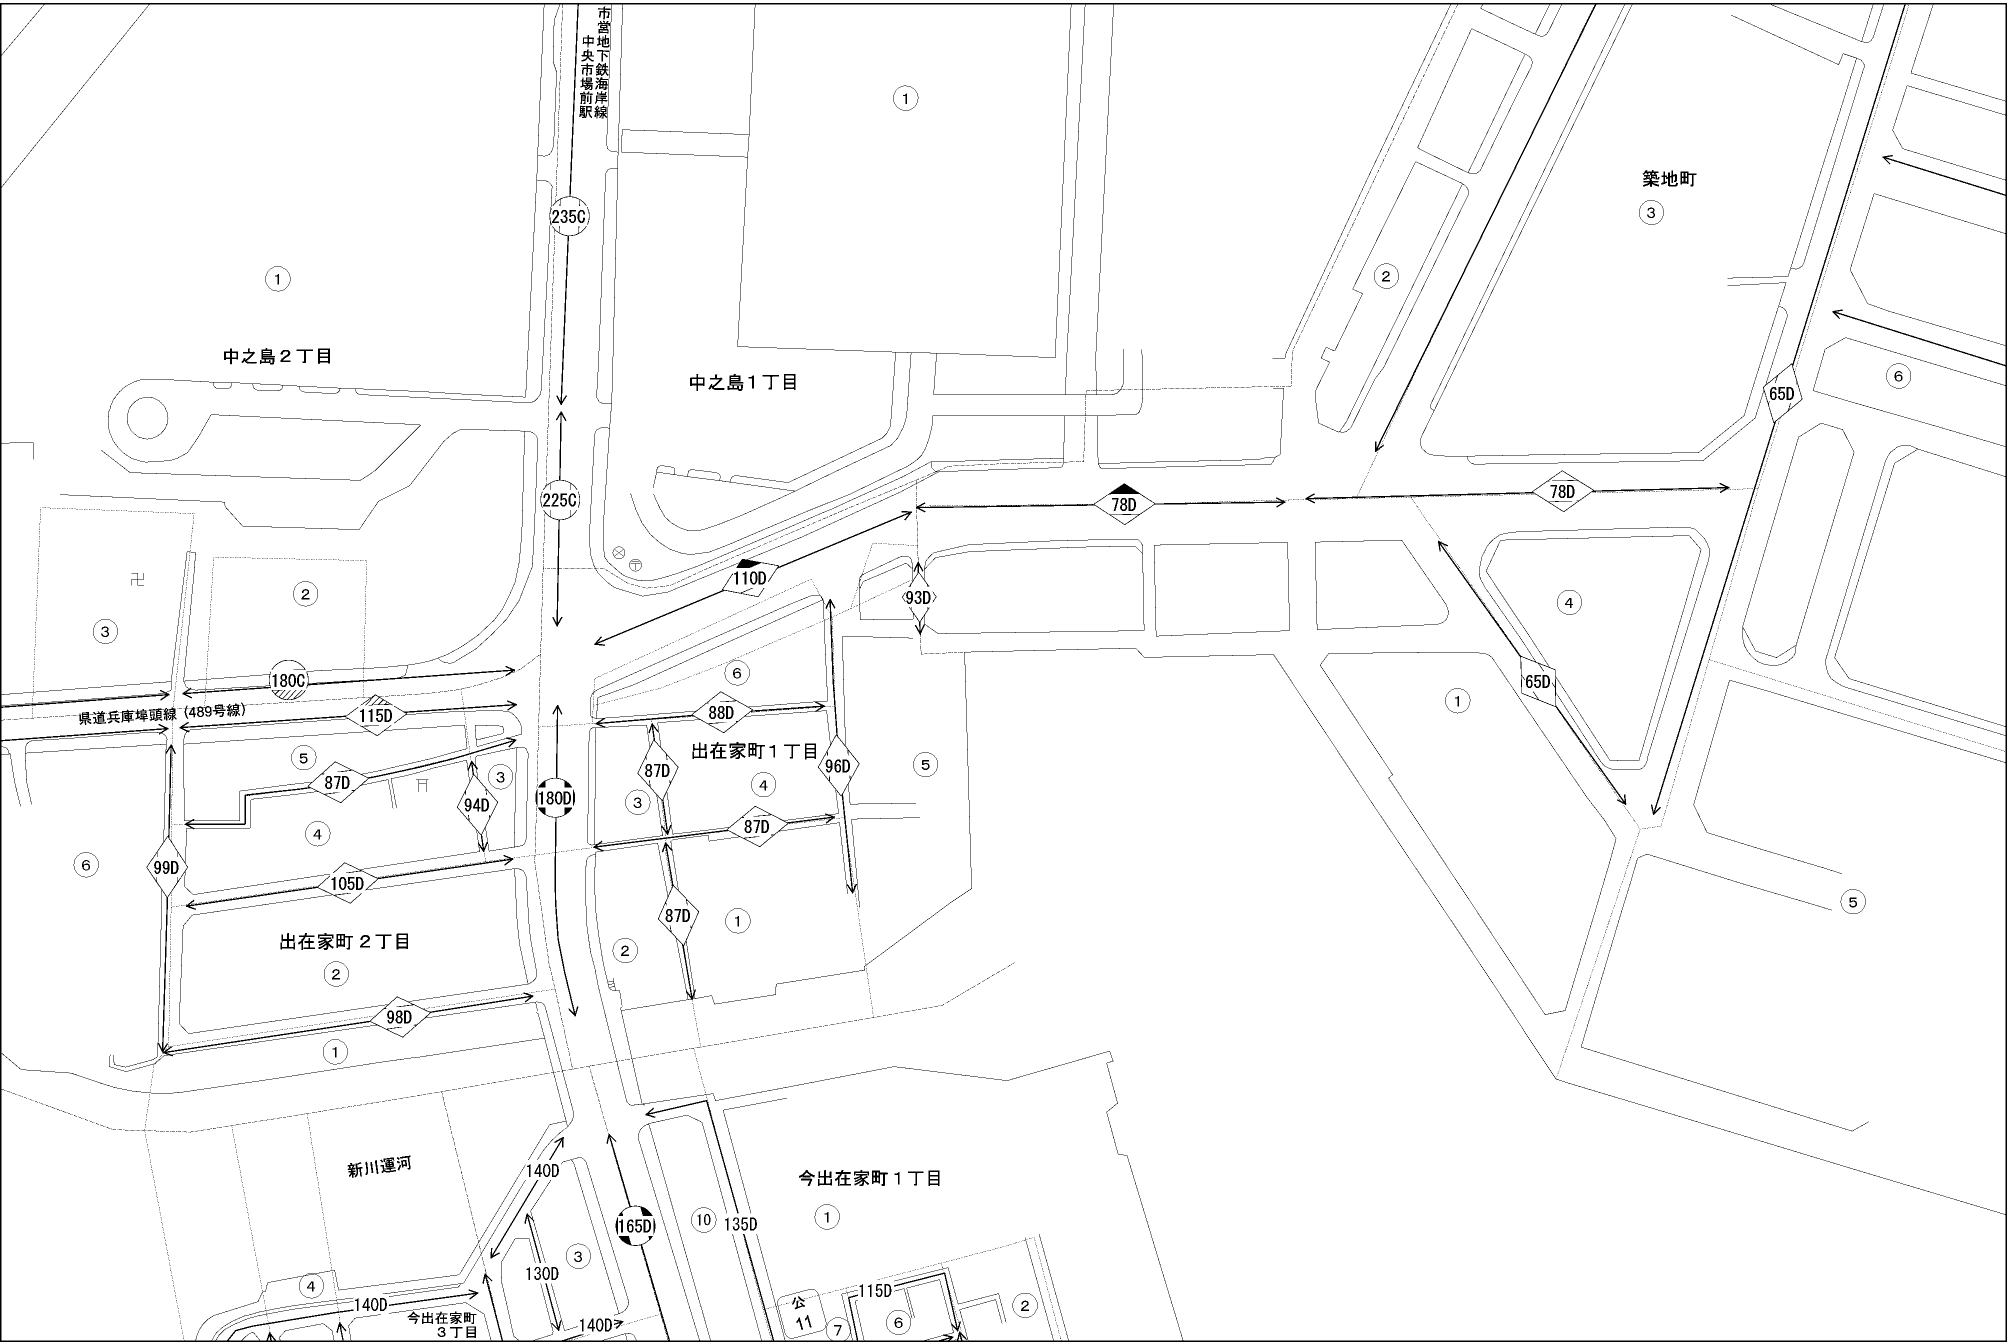 市営地下鉄海岸線
中央市場前駅
1
235C
築地町
3
2
1
中之島２丁目
中之島１丁目
65D
6
225C
78D
78D
110D
93D
2
3
4
180C
県道兵庫埠頭線（489号線）
115D
6
88D
65D
1
出在家町１丁目
5
3
87D
94D
180D
87D
3
4
96D
5
87D
4
6
99D
105D
87D
1
2
5
出在家町２丁目
2
98D
1
新川運河
140D
今出在家町１丁目
165D
10
135D
1
3
130D
4
140D
今出在家町
３丁目
140D
公
11
7
115D
6
2